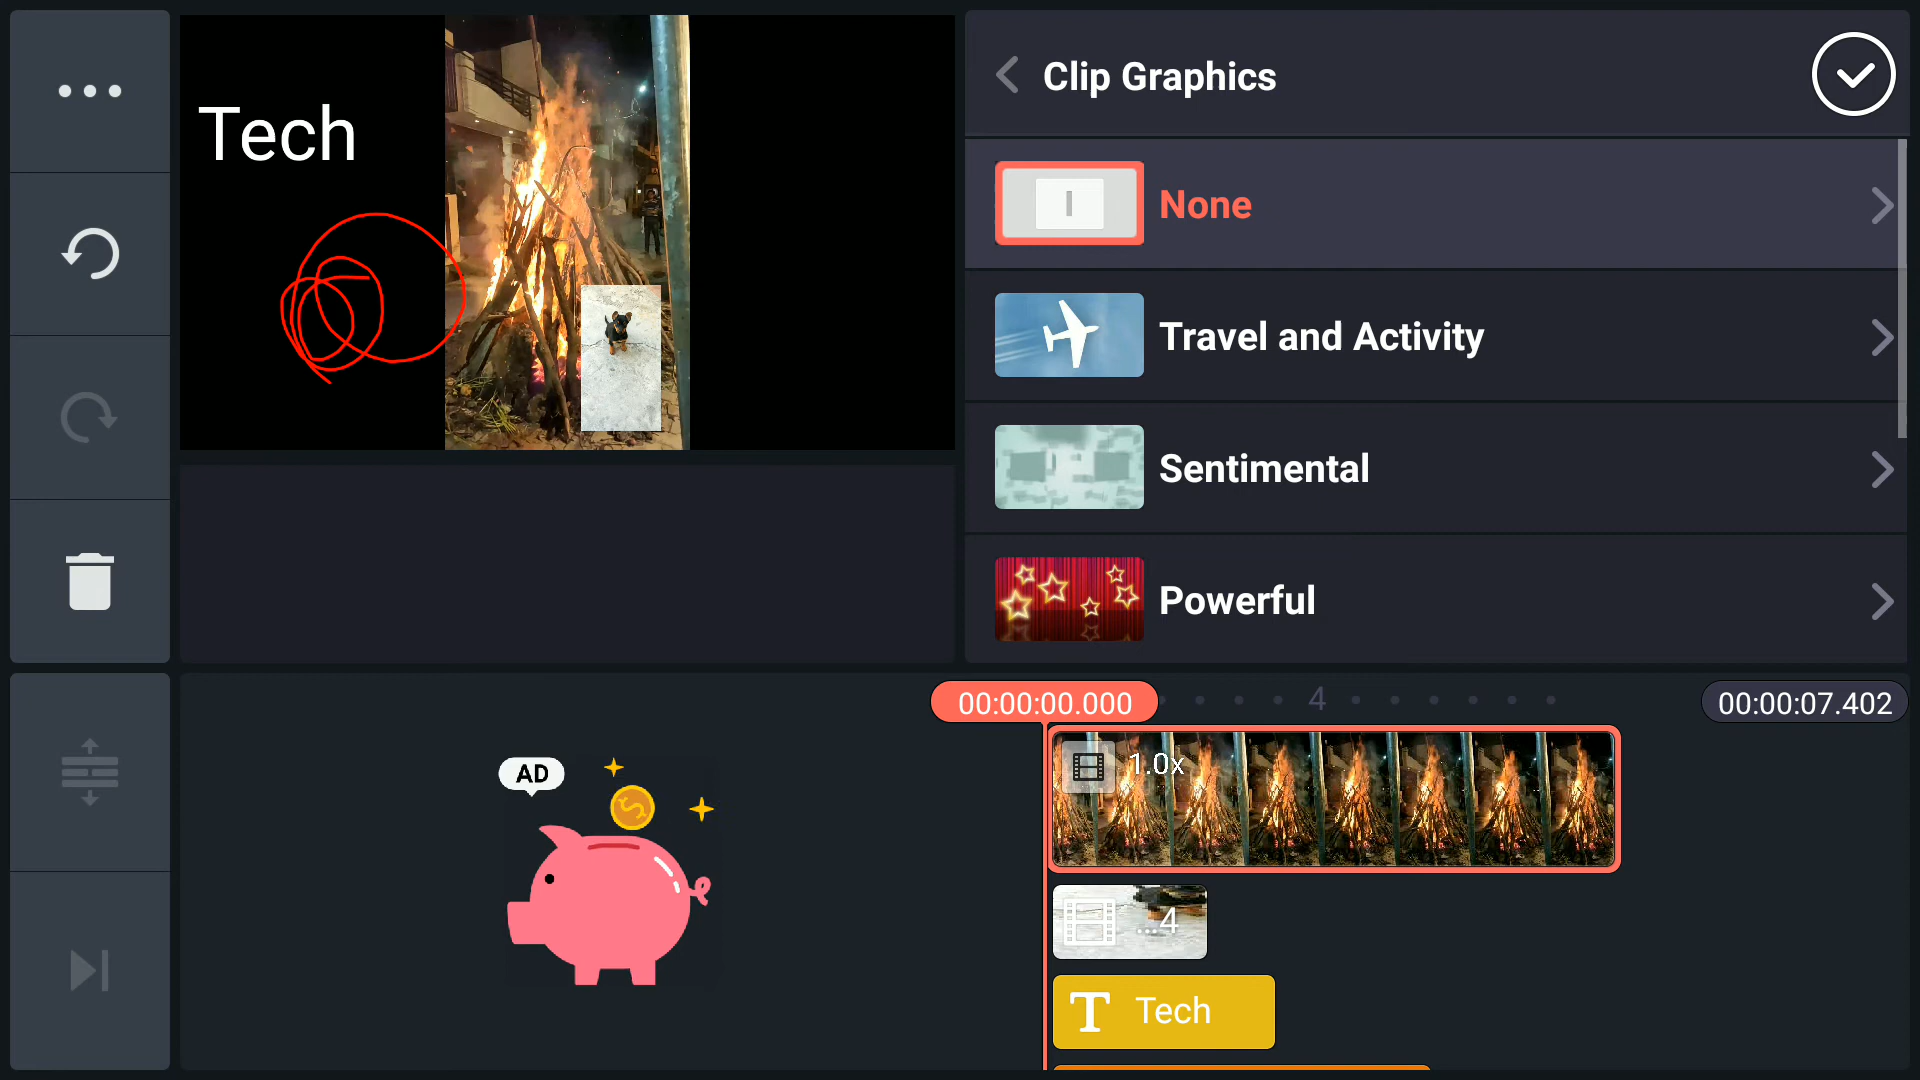 Tech
Clip Graphics
None
Travel and Activity
Sentimental
Powerful
00:00:00.000
4
00:00:07.402
AD
1.0x
...4
T Tech